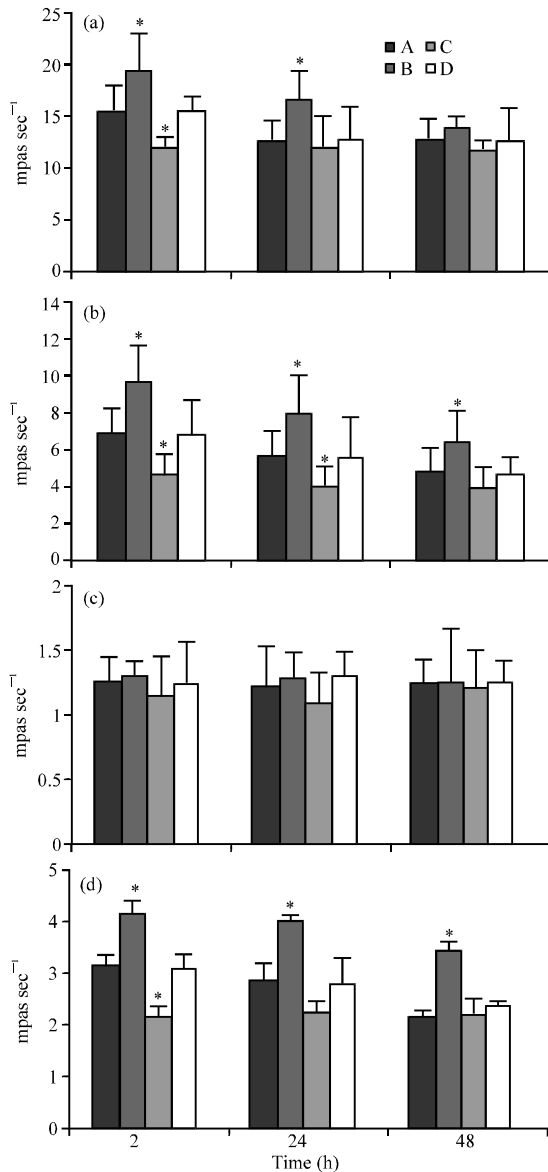 (a)
25
20
15
10
5
0
mpas sec⁻¹
* * *
A C
B D
(b)
14
12
10
8
6
4
2
0
mpas sec⁻¹
* * * * *
(c)
2
1.5
1
0.5
0
mpas sec⁻¹
(d)
5
4
3
2
1
0
mpas sec⁻¹
* * * *
2 24 48
Time (h)